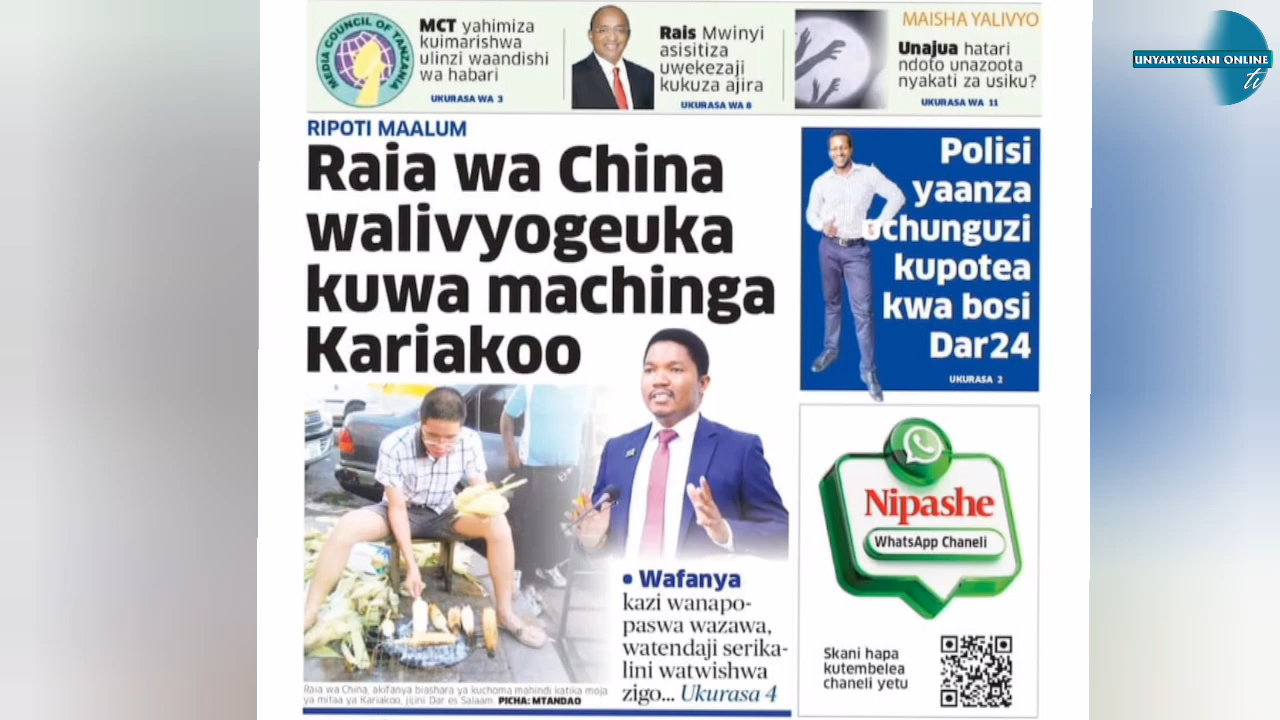 MEDIA COUNCIL OF TANZANIA
MCT yahimiza
kuimarishwa
ulinzi waandishi
wa habari
UKURASA WA 3
Rais Mwinyi
asisitiza
uwekezaji
kukuza ajira
UKURASA WA 8
MAISHA YALIVYO
Unajua hatari
ndoto unazoota
nyakati za usiku?
UKURASA WA 11
UNYAKYUSANI ONLINE
tv
RIPOTI MAALUM
Raia wa China
walivyogeuka
kuwa machinga
Kariakoo
• Wafanya
kazi wanapo-
paswa wazawa,
watendaji serika-
lini watwishwa
zigo... Ukurasa 4
Raia wa China, akifanya biashara ya kuchoma mahindi katika moja
ya mitaa ya Kariakoo, jijini Dar es Salaam. PICHA: MTANDAO
Polisi
yaanza
uchunguzi
kupotea
kwa bosi
Dar24
UKURASA 2
Nipashe
WhatsApp Chaneli
Skani hapa
kutembelea
chaneli yetu